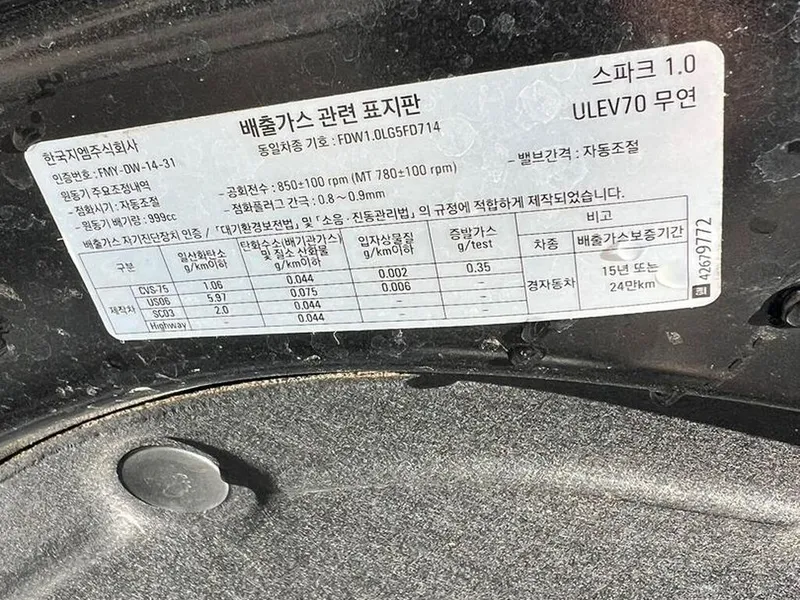 스파크 1.0
배출가스 관련 표지판
ULEV70 무연
한국지엠주식회사
동일차종 기호 : FDW1.0LG5FD714
인증번호 : FMY-DW-14-31
원동기 주요조정내역
- 공회전수 : 850±100 rpm (MT 780±100 rpm)
- 밸브간격 : 자동조절
- 점화시기 : 자동조정
- 점화플러그 간극 : 0.8~0.9mm
- 원동기 배기량 : 999cc
배출가스 자기진단장치 인증 / 「대기환경보전법」 및 「소음 · 진동관리법」 의 규정에 적합하게 제작되었습니다.
구분 일산화탄소 g/km이하 탄화수소(배기관가스) 및 질소 산화물 g/km이하 입자상물질 g/km이하 증발가스 g/test 비고
차종 배출가스보증기간
제작차 CVS-75 1.06 0.044 0.002 0.35 경자동차 15년 또는 24만km
US06 5.97 0.075 0.006 -
SC03 2.0 0.044 - -
Highway - 0.044 - -
42679772